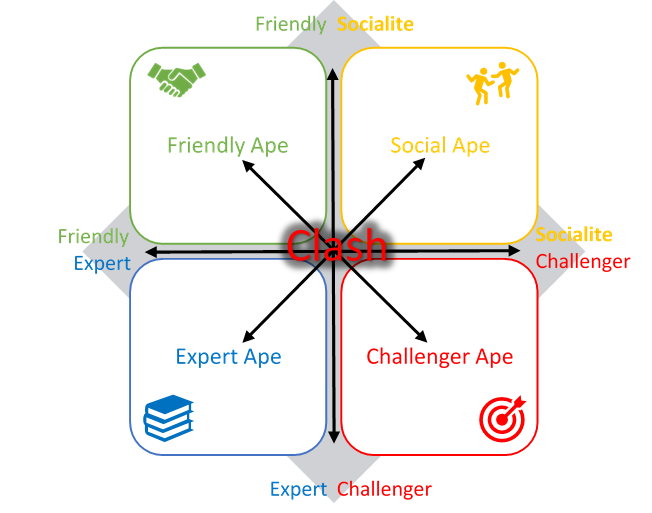 Friendly Socialite
Friendly Ape
Social Ape
Friendly
Expert
Clash
Socialite
Challenger
Expert Ape
Challenger Ape
Expert Challenger